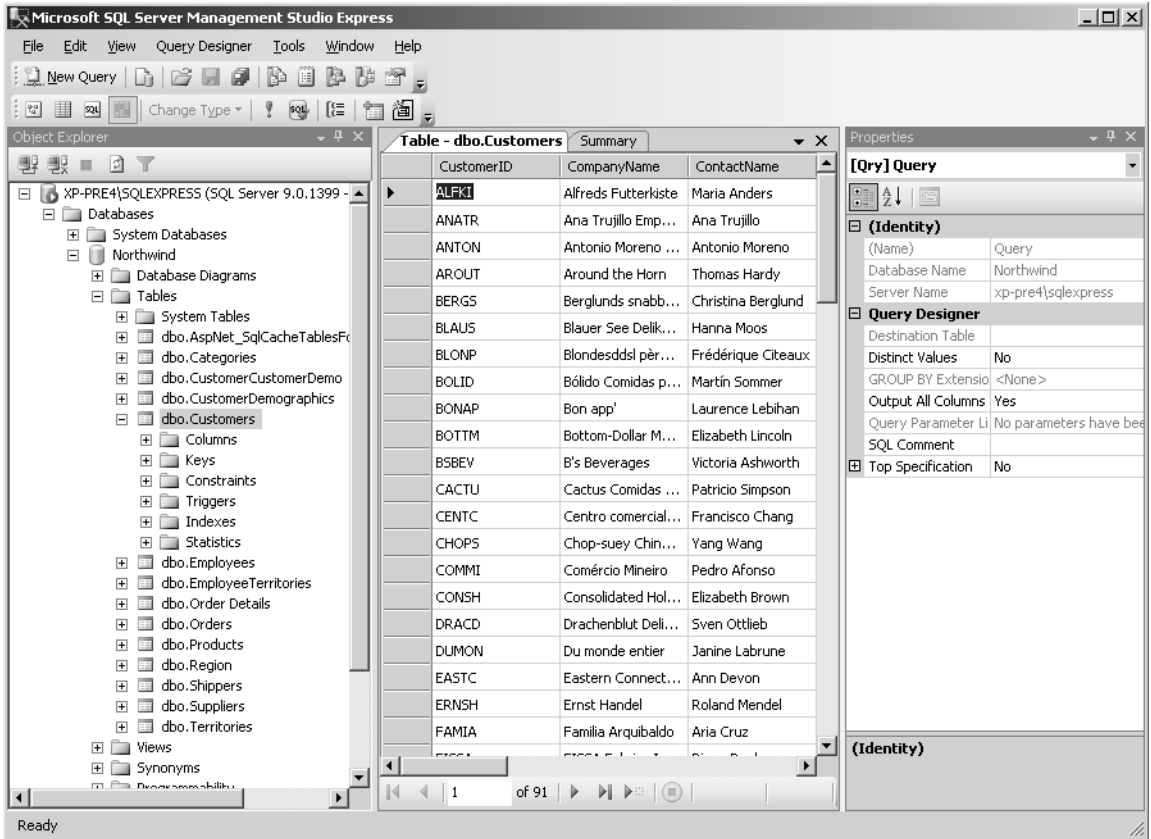 Microsoft SQL Server Management Studio Express
File Edit View Query Designer Tools Window Help
New Query
SQL Change Type SQL
Object Explorer
XP-PRE4\SQLEXPRESS (SQL Server 9.0.1399 -
Databases
System Databases
Northwind
Database Diagrams
Tables
System Tables
dbo.AspNet_SqlCacheTablesFo
dbo.Categories
dbo.CustomerCustomerDemo
dbo.CustomerDemographics
dbo.Customers
Columns
Keys
Constraints
Triggers
Indexes
Statistics
dbo.Employees
dbo.EmployeeTerritories
dbo.Order Details
dbo.Orders
dbo.Products
dbo.Region
dbo.Shippers
dbo.Suppliers
dbo.Territories
Views
Synonyms
Programmability
Table - dbo.Customers Summary
CustomerID CompanyName ContactName
ALFKI Alfreds Futterkiste Maria Anders
ANATR Ana Trujillo Emp... Ana Trujillo
ANTON Antonio Moreno ... Antonio Moreno
AROUT Around the Horn Thomas Hardy
BERGS Berglunds snabb... Christina Berglund
BLAUS Blauer See Delik... Hanna Moos
BLONP Blondesddsl pèr... Frédérique Citeaux
BOLID Bólido Comidas p... Martín Sommer
BONAP Bon app' Laurence Lebihan
BOTTM Bottom-Dollar M... Elizabeth Lincoln
BSBEV B's Beverages Victoria Ashworth
CACTU Cactus Comidas ... Patricio Simpson
CENTC Centro comercial... Francisco Chang
CHOPS Chop-suey Chin... Yang Wang
COMMI Comércio Mineiro Pedro Afonso
CONSH Consolidated Hol... Elizabeth Brown
DRACD Drachenblut Deli... Sven Ottlieb
DUMON Du monde entier Janine Labrune
EASTC Eastern Connect... Ann Devon
ERNSH Ernst Handel Roland Mendel
FAMIA Familia Arquibaldo Aria Cruz
1 of 91
Properties
[Qry] Query
(Identity)
(Name) Query
Database Name Northwind
Server Name xp-pre4\sqlexpress
Query Designer
Destination Table
Distinct Values No
GROUP BY Extensio <None>
Output All Columns Yes
Query Parameter Li No parameters have bee
SQL Comment
Top Specification No
(Identity)
Ready